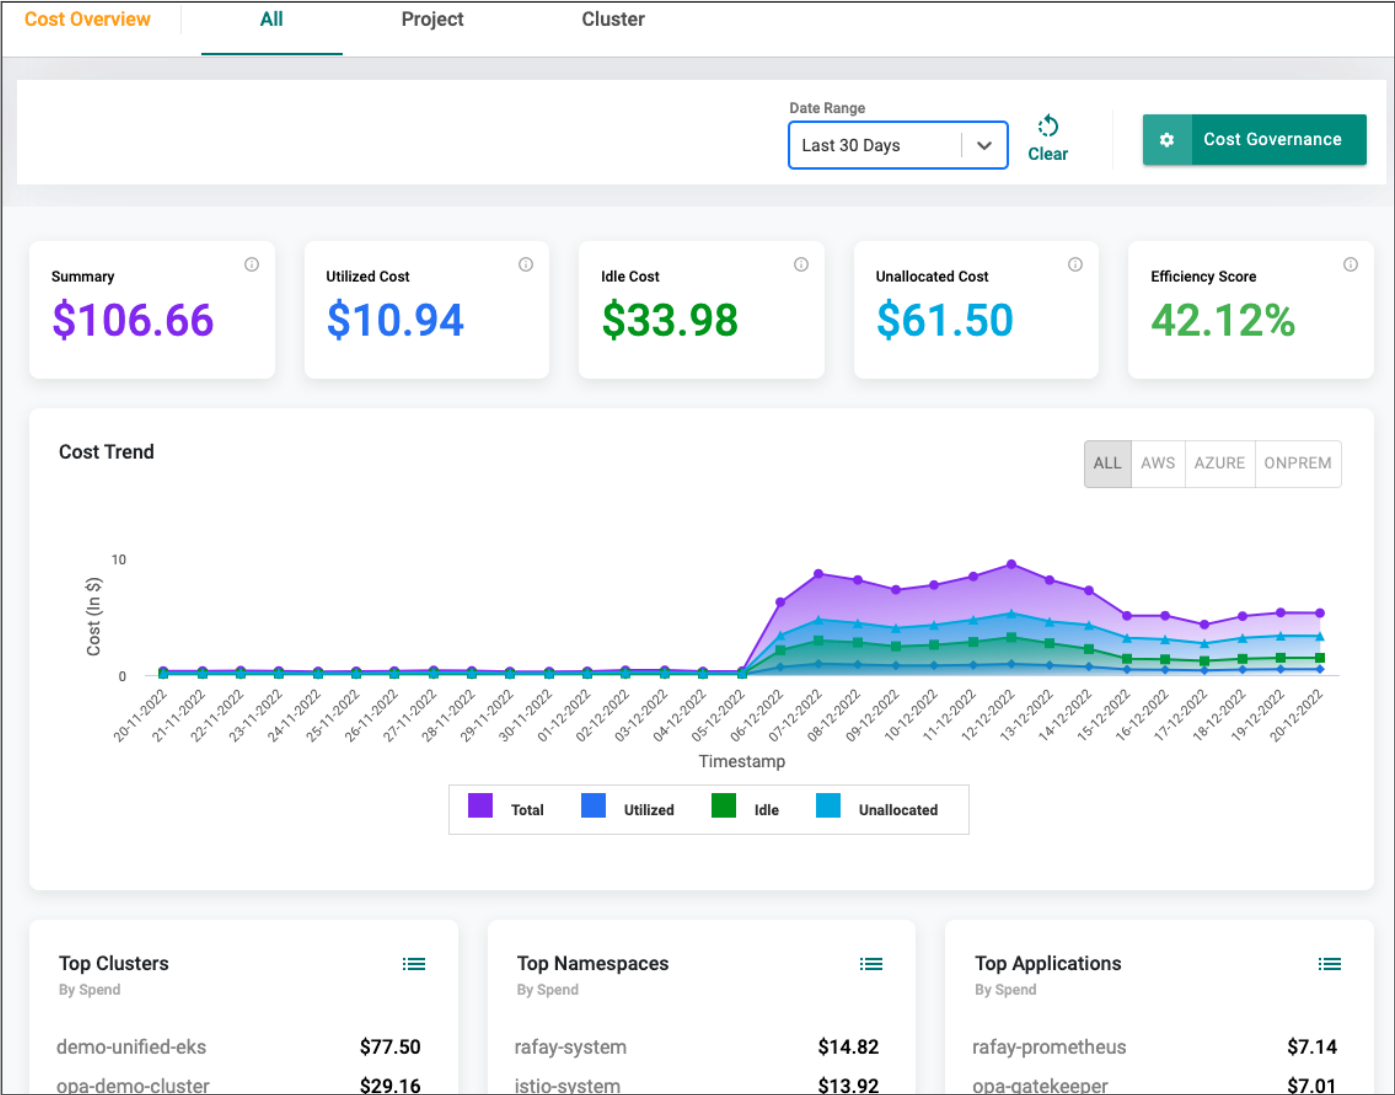 Cost Overview
All
Project
Cluster
Date Range
Last 30 Days
Clear
Cost Governance
Summary
$106.66
Utilized Cost
$10.94
Idle Cost
$33.98
Unallocated Cost
$61.50
Efficiency Score
42.12%
Cost Trend
ALL
AWS
AZURE
ONPREM
10
Cost (In $)
0
20-11-2022
21-11-2022
22-11-2022
23-11-2022
24-11-2022
25-11-2022
26-11-2022
27-11-2022
28-11-2022
29-11-2022
30-11-2022
01-12-2022
02-12-2022
03-12-2022
04-12-2022
05-12-2022
06-12-2022
07-12-2022
08-12-2022
09-12-2022
10-12-2022
11-12-2022
12-12-2022
13-12-2022
14-12-2022
15-12-2022
16-12-2022
17-12-2022
18-12-2022
19-12-2022
20-12-2022
Timestamp
Total
Utilized
Idle
Unallocated
Top Clusters
By Spend
demo-unified-eks $77.50
opa-demo-cluster $29.16
Top Namespaces
By Spend
rafay-system $14.82
istio-system $13.92
Top Applications
By Spend
rafay-prometheus $7.14
opa-gatekeeper $7.01